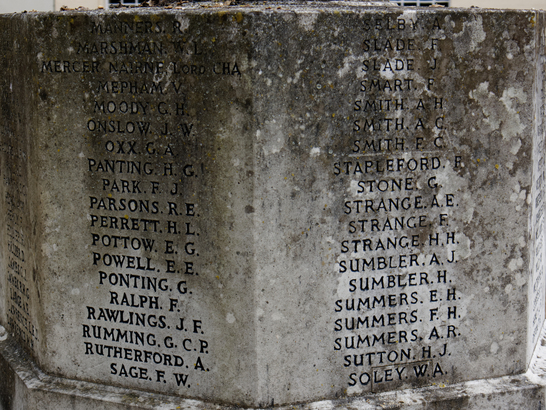 MANNERS. R.
MARSHMAN. W. L.
MERCER NAIRNE, LORD CHA
MEPHAM. V.
MOODY C. H.
ONSLOW. J. W.
OXX. G. A.
PANTING. H. G.
PARK. F. J.
PARSONS. R. E.
PERRETT. H. L.
POTTOW. E. G.
POWELL. E. E.
PONTING. G.
RALPH. F.
RAWLINGS. J. F.
RUMMING. G. C. P.
RUTHERFORD. A.
SAGE. F. W.
SELBY. A.
SLADE. F.
SLADE. J.
SMART. F.
SMITH. A H
SMITH. A. C.
SMITH. F. C.
STAPLEFORD. F.
STONE. G.
STRANGE. A. E.
STRANGE. F.
STRANGE. H. H.
SUMBLER. A. J.
SUMBLER. H.
SUMMERS. E. H.
SUMMERS. F. H.
SUMMERS. A. R.
SUTTON. H. J.
SOLEY. W. A.